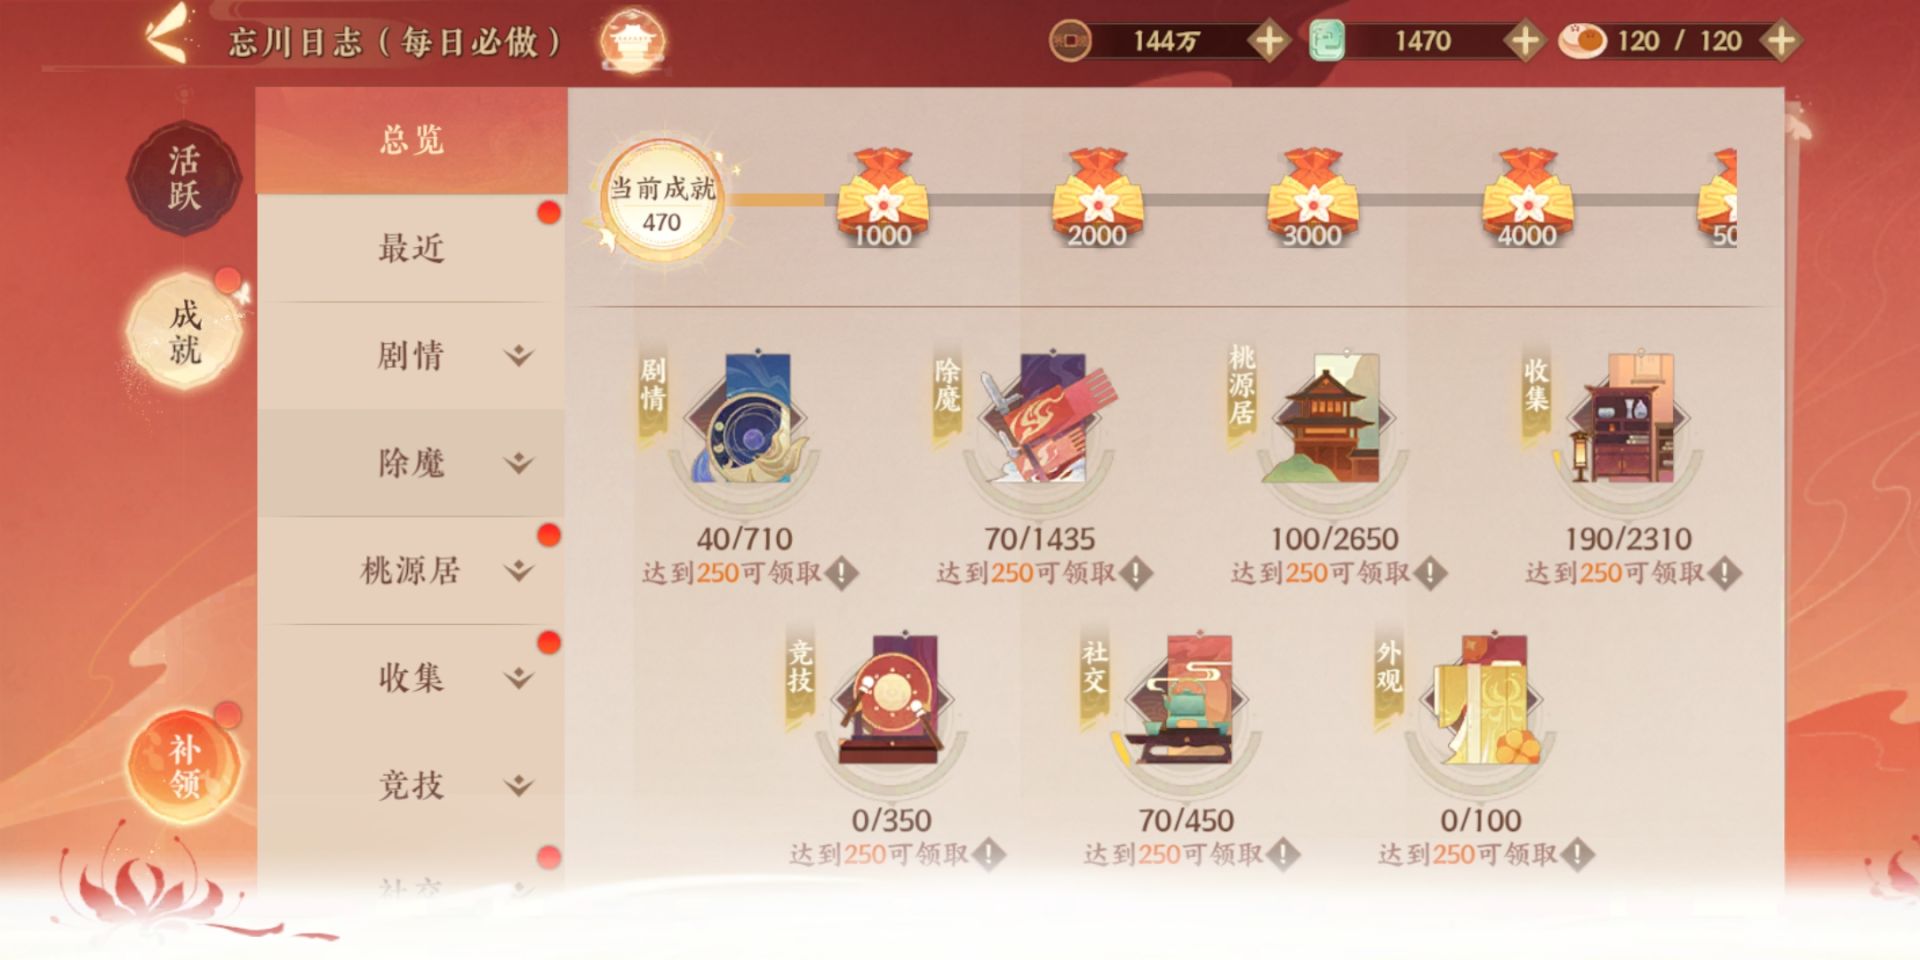 忘川日志（每日必做）
144万
1470
120 / 120
活跃
成就
补领
总览
最近
剧情
除魔
桃源居
收集
竞技
社交
当前成就
470
1000
2000
3000
4000
剧情
40/710
达到250可领取
除魔
70/1435
达到250可领取
桃源居
100/2650
达到250可领取
收集
190/2310
达到250可领取
竞技
0/350
达到250可领取
社交
70/450
达到250可领取
外观
0/100
达到250可领取